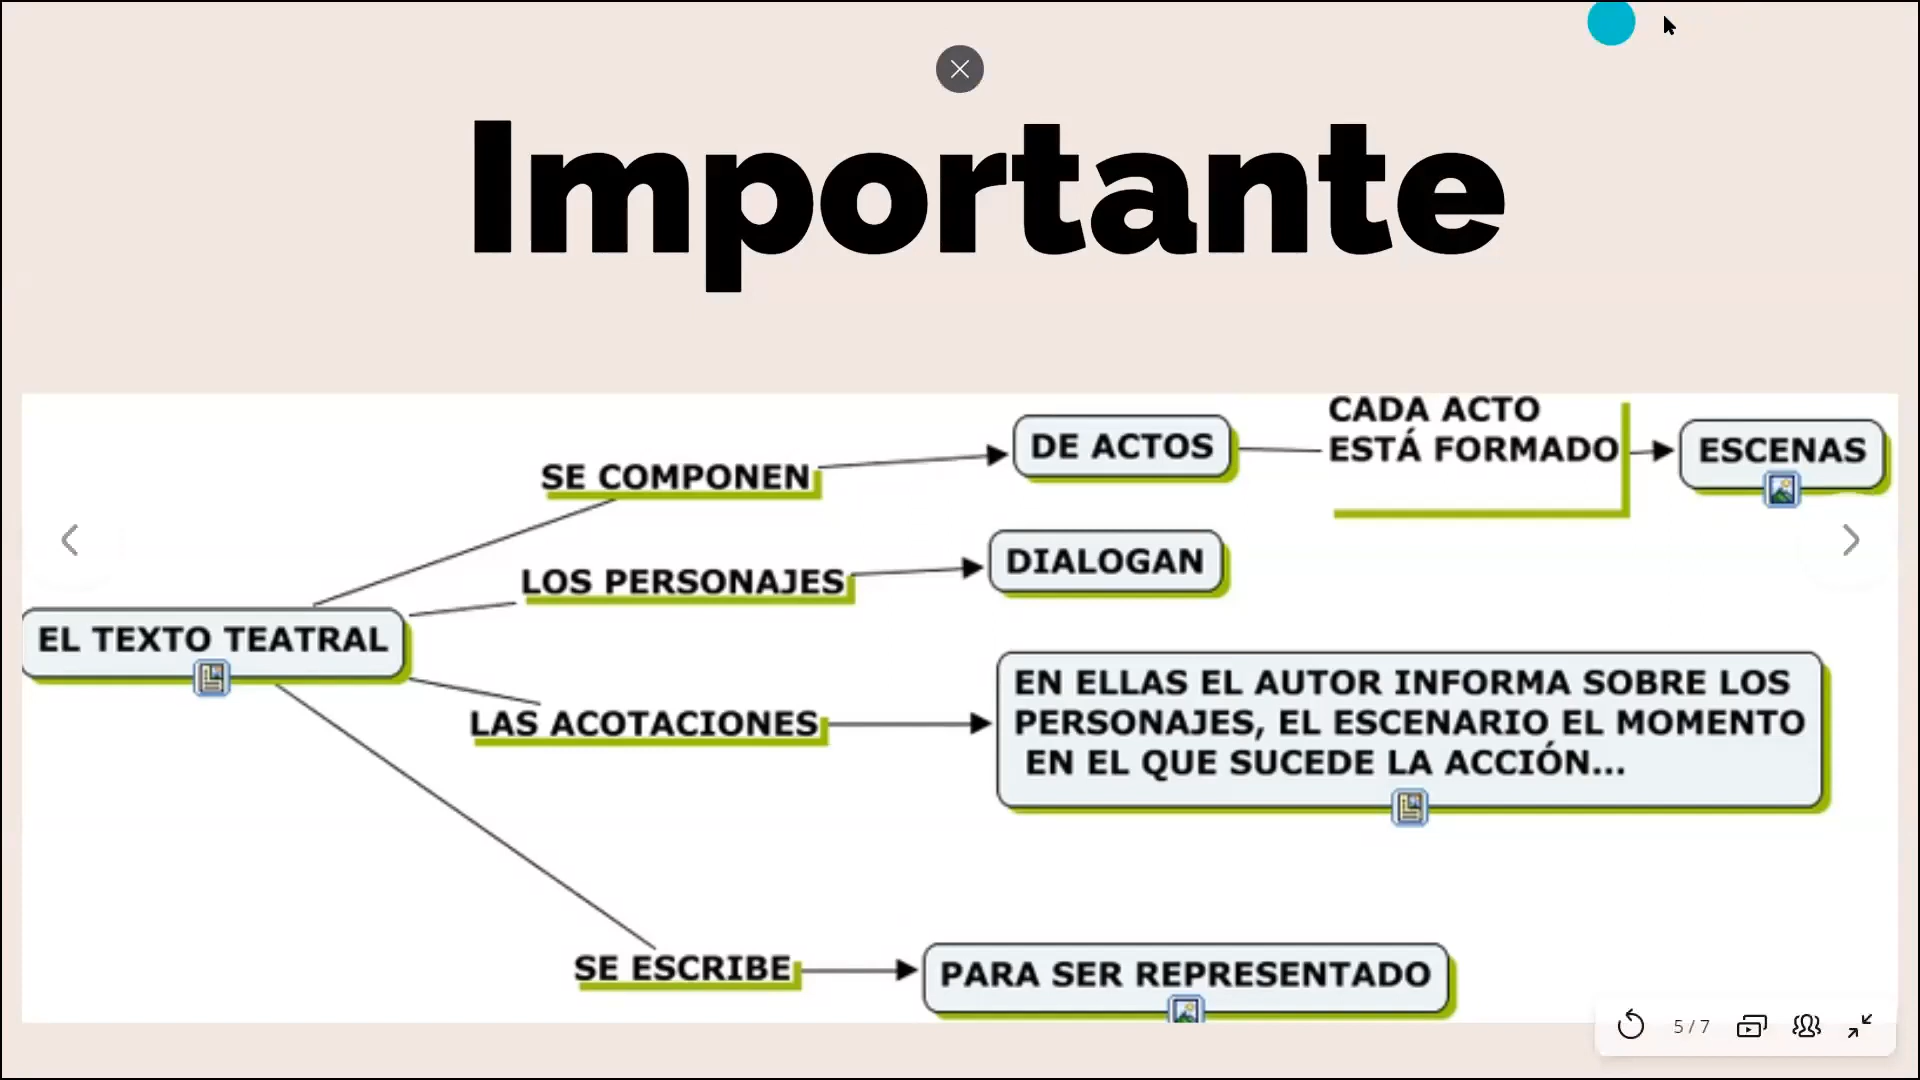 Importante
CADA ACTO
ESTÁ FORMADO
DE ACTOS
ESCENAS
SE COMPONEN
DIALOGAN
LOS PERSONAJES
EL TEXTO TEATRAL
EN ELLAS EL AUTOR INFORMA SOBRE LOS
PERSONAJES, EL ESCENARIO EL MOMENTO
EN EL QUE SUCEDE LA ACCIÓN...
LAS ACOTACIONES
SE ESCRIBE
PARA SER REPRESENTADO
5 / 7